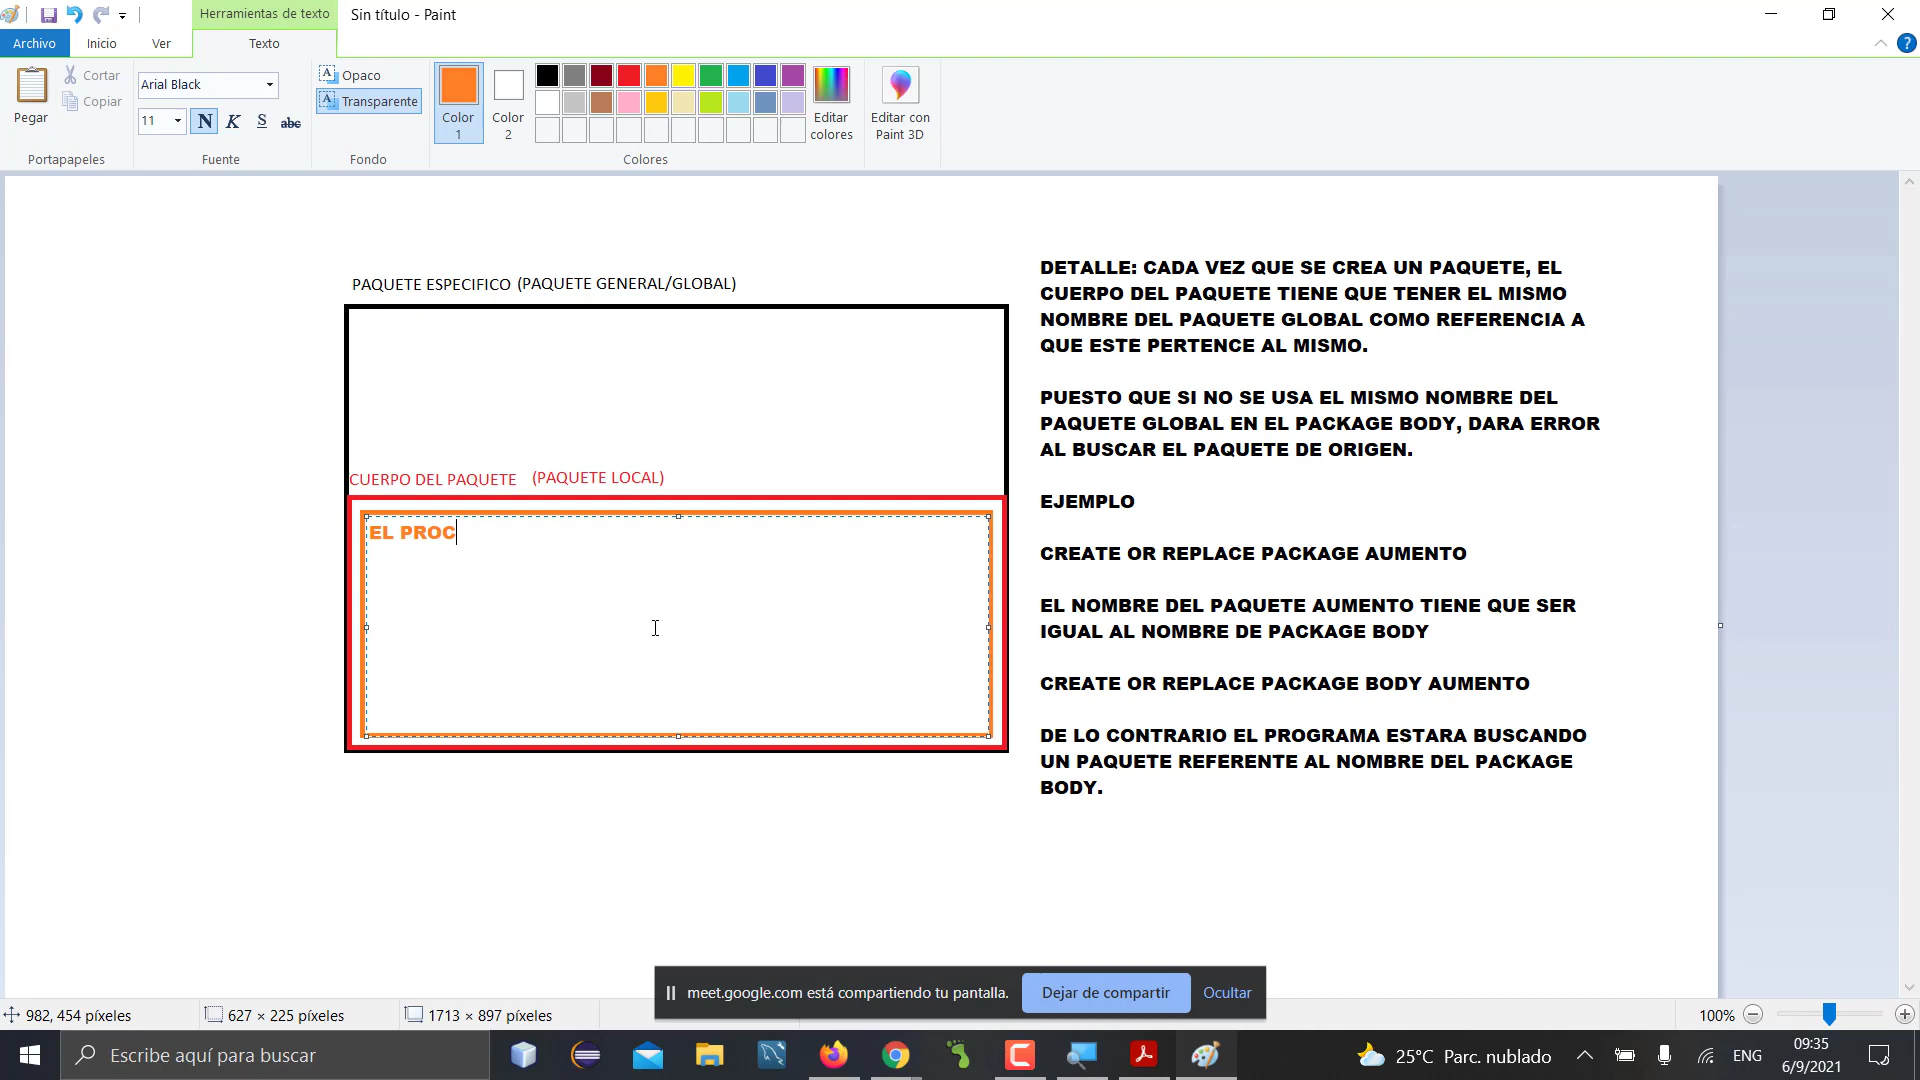 Herramientas de texto
Sin título - Paint
Archivo
Inicio
Ver
Texto
Pegar
Cortar
Copiar
Portapapeles
Arial Black
11
N K S abc
Fuente
A Opaco
A Transparente
Fondo
Color 1
Color 2
Editar colores
Colores
Editar con Paint 3D
?
PAQUETE ESPECIFICO (PAQUETE GENERAL/GLOBAL)
CUERPO DEL PAQUETE (PAQUETE LOCAL)
EL PROC
DETALLE: CADA VEZ QUE SE CREA UN PAQUETE, EL
CUERPO DEL PAQUETE TIENE QUE TENER EL MISMO
NOMBRE DEL PAQUETE GLOBAL COMO REFERENCIA A
QUE ESTE PERTENCE AL MISMO.
PUESTO QUE SI NO SE USA EL MISMO NOMBRE DEL
PAQUETE GLOBAL EN EL PACKAGE BODY, DARA ERROR
AL BUSCAR EL PAQUETE DE ORIGEN.
EJEMPLO
CREATE OR REPLACE PACKAGE AUMENTO
EL NOMBRE DEL PAQUETE AUMENTO TIENE QUE SER
IGUAL AL NOMBRE DE PACKAGE BODY
CREATE OR REPLACE PACKAGE BODY AUMENTO
DE LO CONTRARIO EL PROGRAMA ESTARA BUSCANDO
UN PAQUETE REFERENTE AL NOMBRE DEL PACKAGE
BODY.
meet.google.com está compartiendo tu pantalla.
Dejar de compartir
Ocultar
982, 454 píxeles
627 × 225 píxeles
1713 × 897 píxeles
100%
Escribe aquí para buscar
25°C Parc. nublado
ENG
09:35
6/9/2021